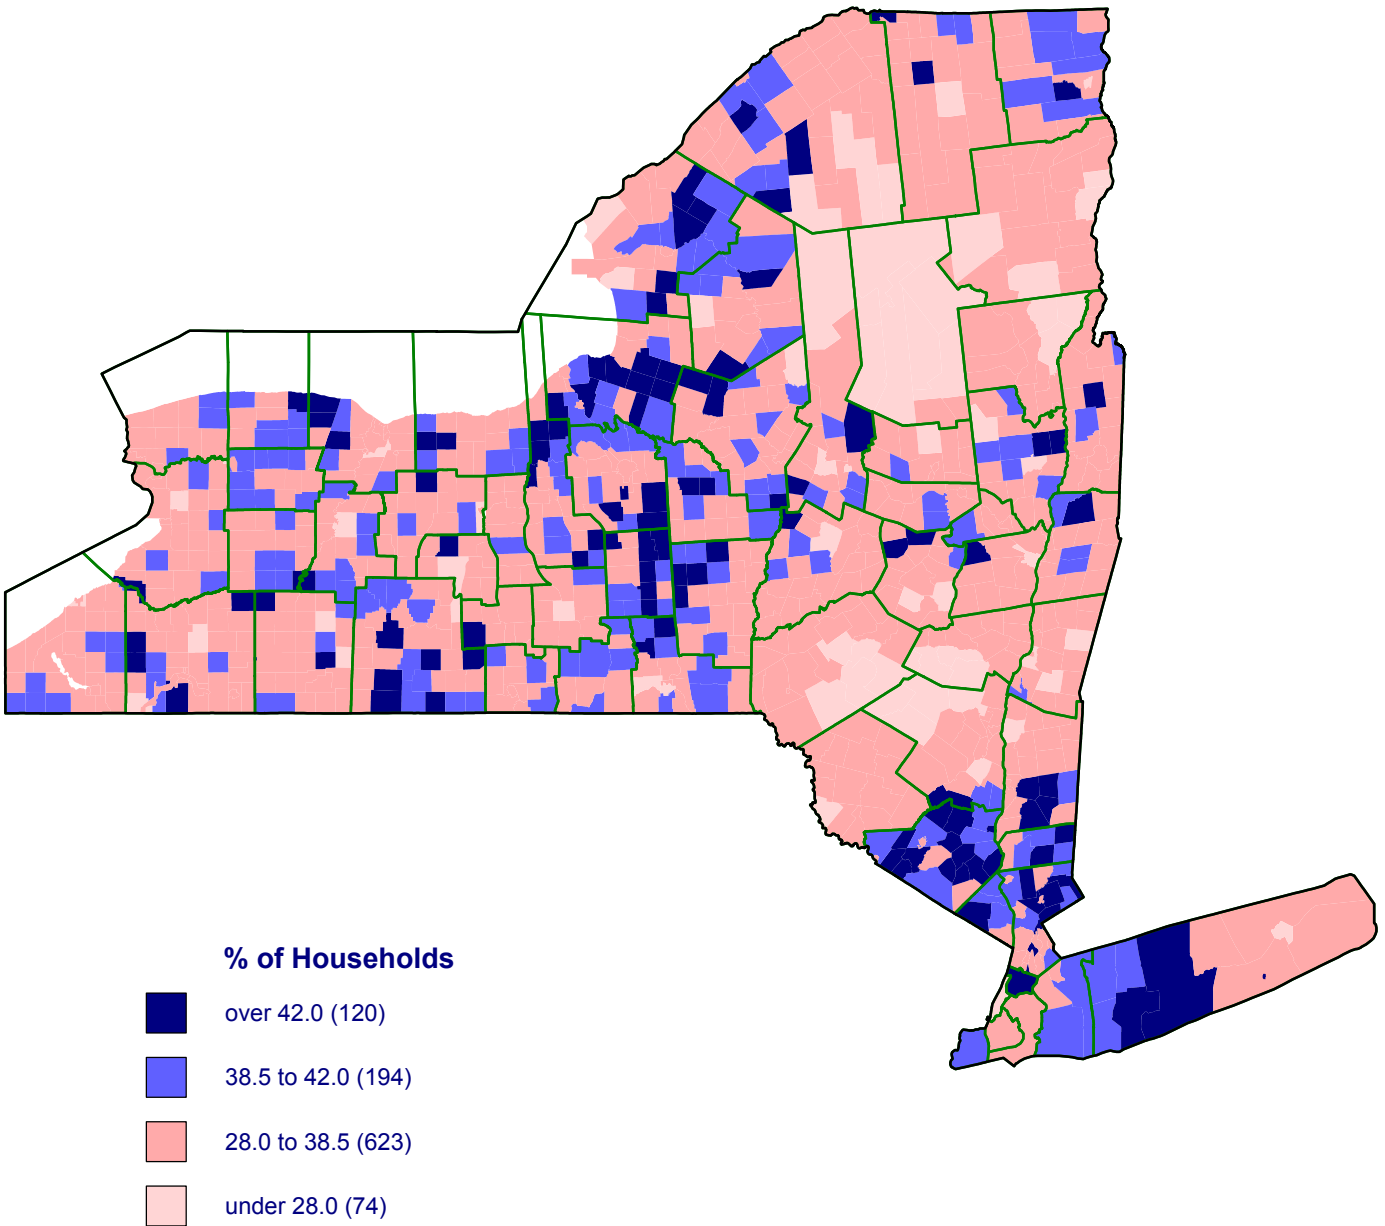 % of Households
over 42.0 (120)
38.5 to 42.0 (194)
28.0 to 38.5 (623)
under 28.0 (74)